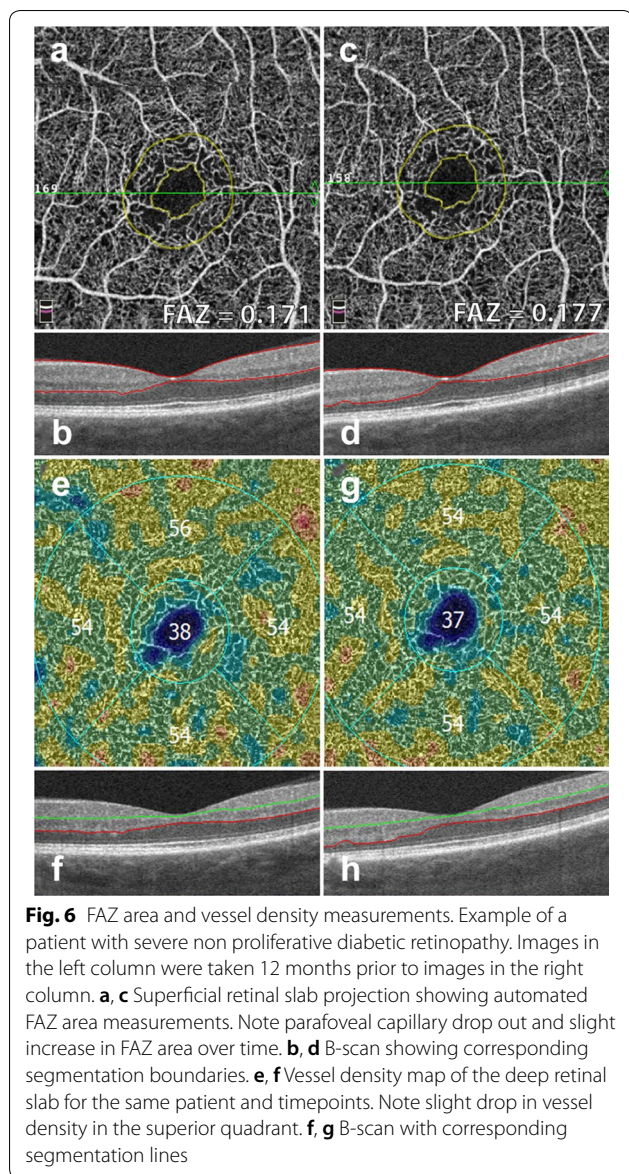 a
c
169
158
FAZ = 0.171
FAZ = 0.177
b
d
e
g
56
54
54
38
54
54
37
54
54
54
f
h
Fig. 6 FAZ area and vessel density measurements. Example of a
patient with severe non proliferative diabetic retinopathy. Images in
the left column were taken 12 months prior to images in the right
column. a, c Superficial retinal slab projection showing automated
FAZ area measurements. Note parafoveal capillary drop out and slight
increase in FAZ area over time. b, d B-scan showing corresponding
segmentation boundaries. e, f Vessel density map of the deep retinal
slab for the same patient and timepoints. Note slight drop in vessel
density in the superior quadrant. f, g B-scan with corresponding
segmentation lines